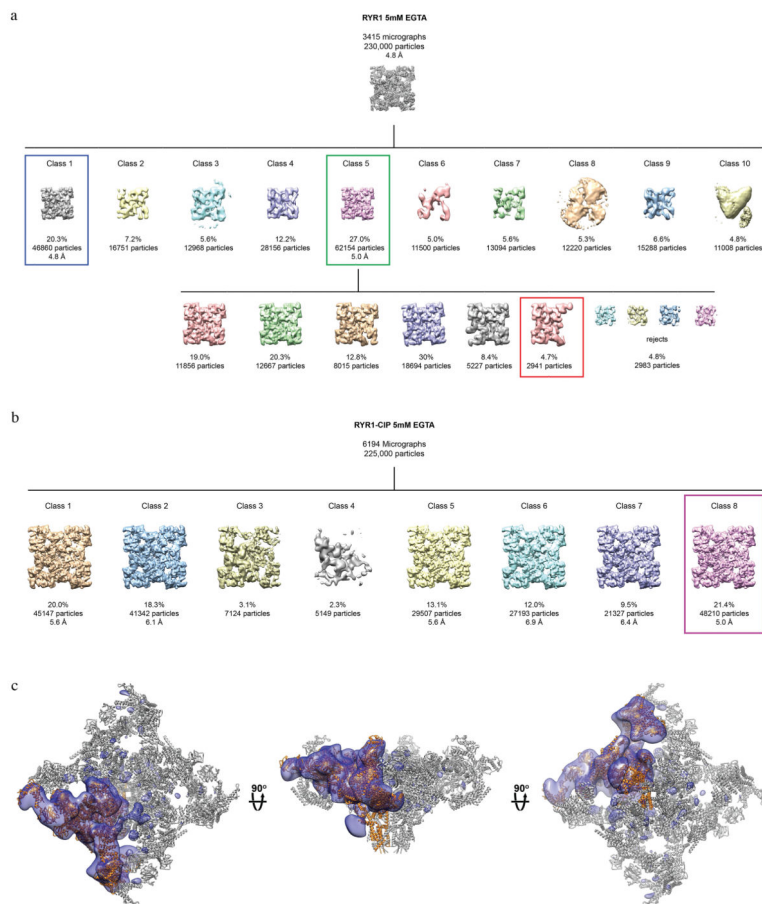 a
RYR1 5mM EGTA
3415 micrographs
230,000 particles
4.8 Å
Class 1 Class 2 Class 3 Class 4 Class 5 Class 6 Class 7 Class 8 Class 9 Class 10
20.3% 7.2% 5.6% 12.2% 27.0% 5.0% 5.6% 5.3% 6.6% 4.8%
46860 particles 16751 particles 12968 particles 28156 particles 62154 particles 11500 particles 13094 particles 12220 particles 15288 particles 11008 particles
4.8 Å 5.0 Å
rejects
19.0% 20.3% 12.8% 30% 8.4% 4.7% 4.8%
11856 particles 12667 particles 8015 particles 18694 particles 5227 particles 2941 particles 2983 particles
b
RYR1-CIP 5mM EGTA
6194 Micrographs
225,000 particles
Class 1 Class 2 Class 3 Class 4 Class 5 Class 6 Class 7 Class 8
20.0% 18.3% 3.1% 2.3% 13.1% 12.0% 9.5% 21.4%
45147 particles 41342 particles 7124 particles 5149 particles 29507 particles 27193 particles 21327 particles 48210 particles
5.6 Å 6.1 Å 5.6 Å 6.9 Å 6.4 Å 5.0 Å
c
90° 90°